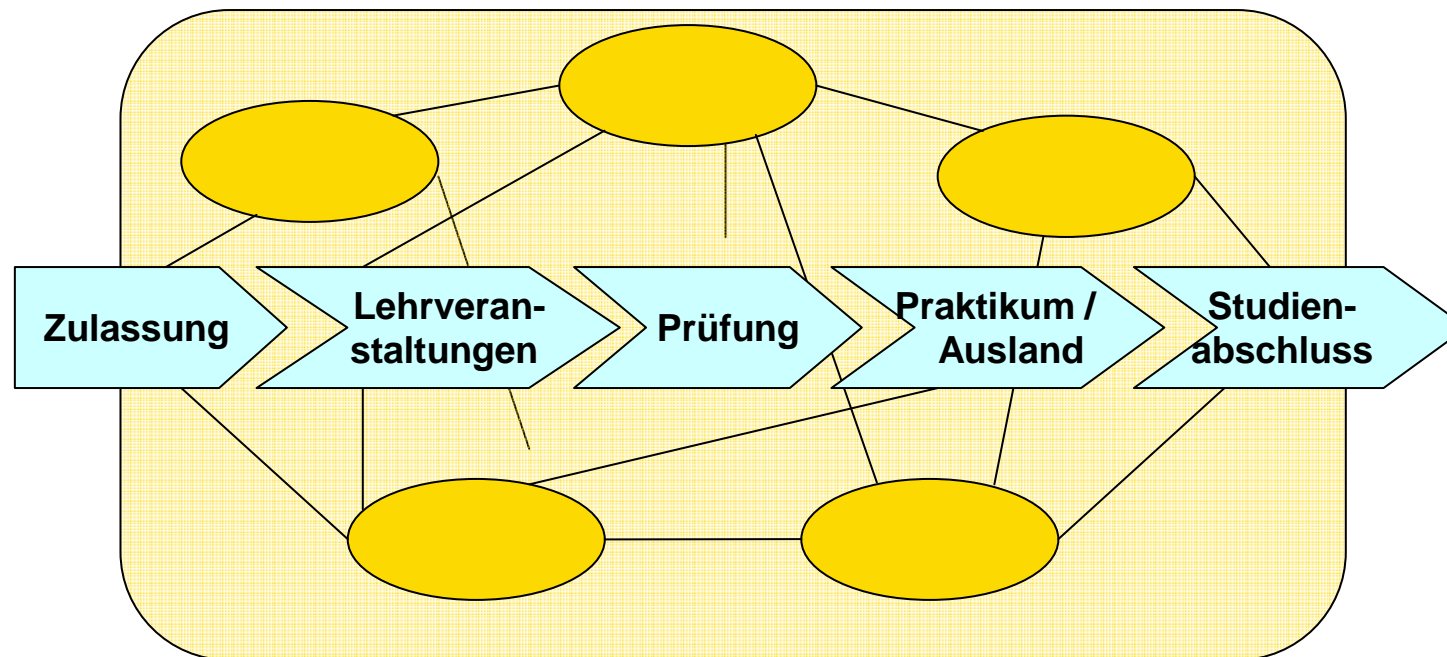 Zulassung
Lehrveran-
staltungen
Prüfung
Praktikum /
Ausland
Studien-
abschluss